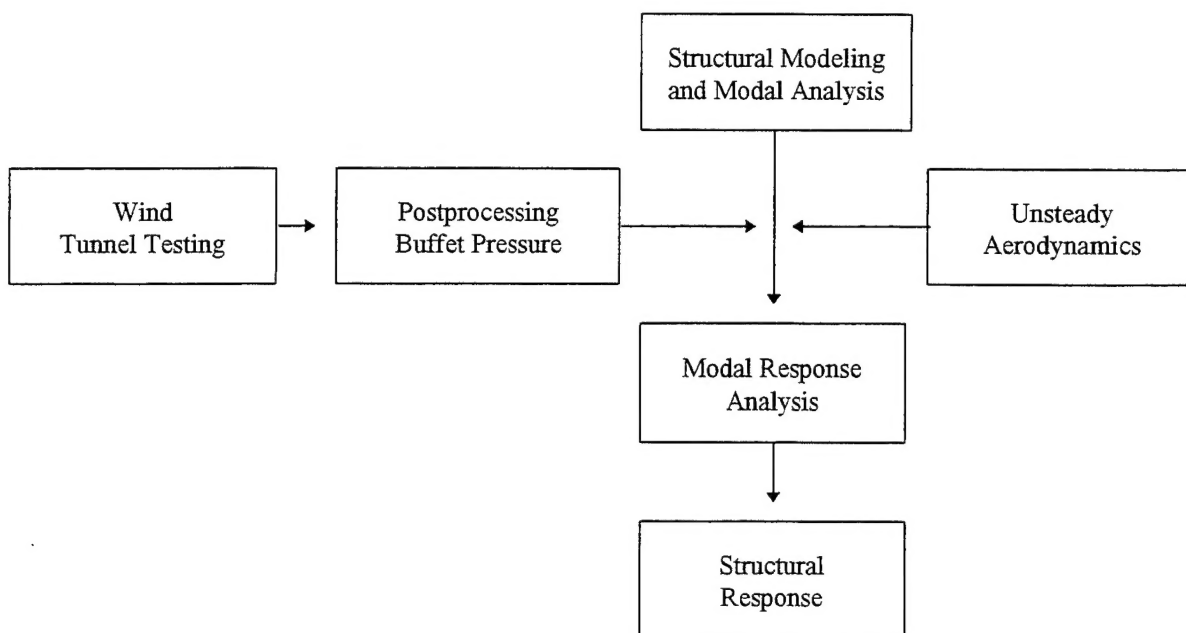 Structural Modeling
and Modal Analysis
Wind
Tunnel Testing
Postprocessing
Buffet Pressure
Unsteady
Aerodynamics
Modal Response
Analysis
Structural
Response